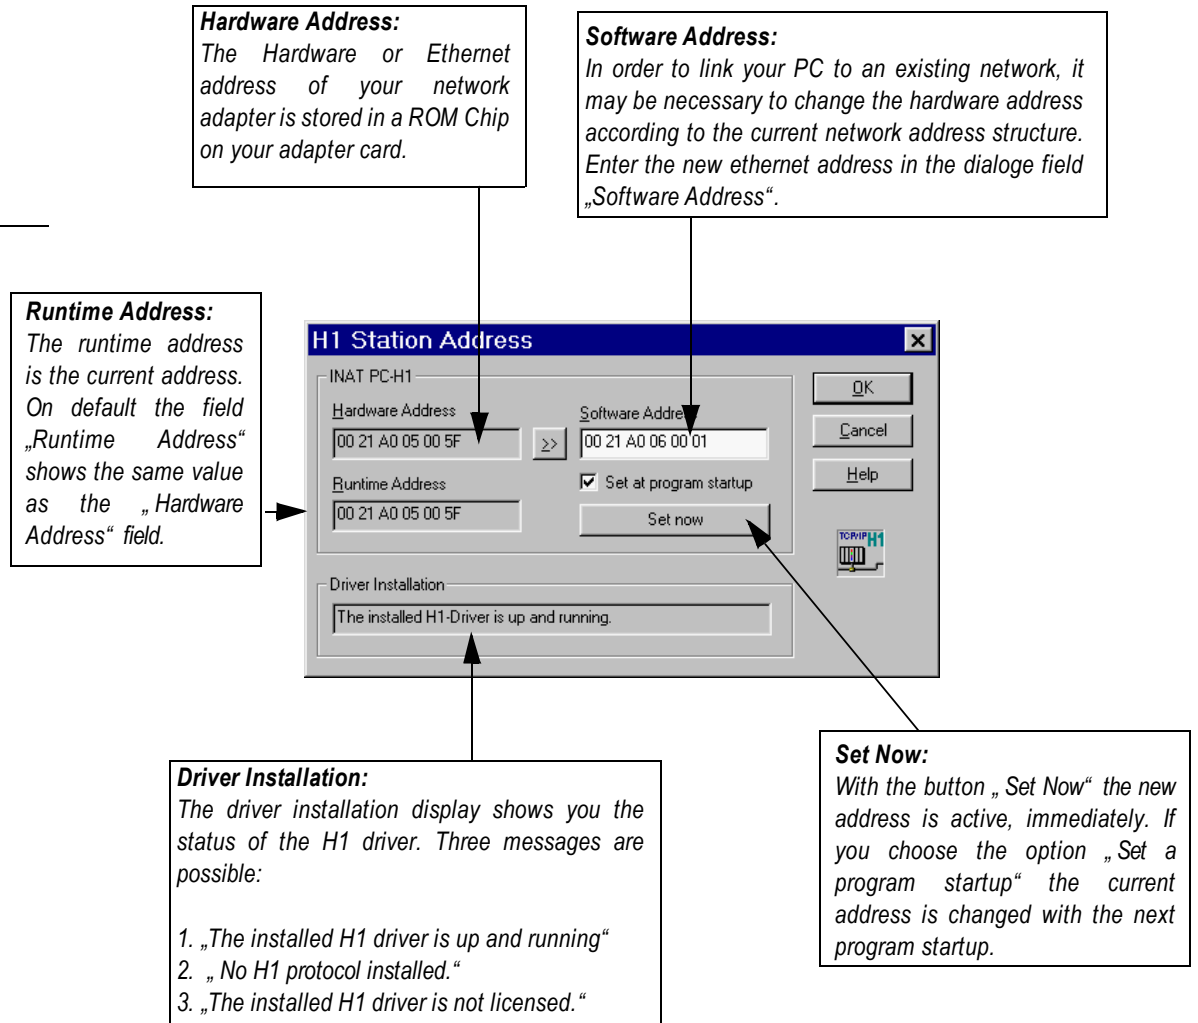 Hardware Address:
The Hardware or Ethernet
address of your network
adapter is stored in a ROM Chip
on your adapter card.
Software Address:
In order to link your PC to an existing network, it
may be necessary to change the hardware address
according to the current network address structure.
Enter the new ethernet address in the dialoge field
„Software Address“.
Runtime Address:
The runtime address
is the current address.
On default the field
„Runtime Address“
shows the same value
as the „Hardware
Address“ field.
H1 Station Address
INAT PC-H1
Hardware Address
00 21 A0 05 00 5F
>>
Software Address
00 21 A0 06 00 01
Runtime Address
00 21 A0 05 00 5F
Set at program startup
Set now
OK
Cancel
Help
TCP/IP H1
Driver Installation
The installed H1-Driver is up and running.
Driver Installation:
The driver installation display shows you the
status of the H1 driver. Three messages are
possible:
1. „The installed H1 driver is up and running“
2. „ No H1 protocol installed.“
3. „The installed H1 driver is not licensed.“
Set Now:
With the button „ Set Now“ the new
address is active, immediately. If
you choose the option „ Set a
program startup“ the current
address is changed with the next
program startup.